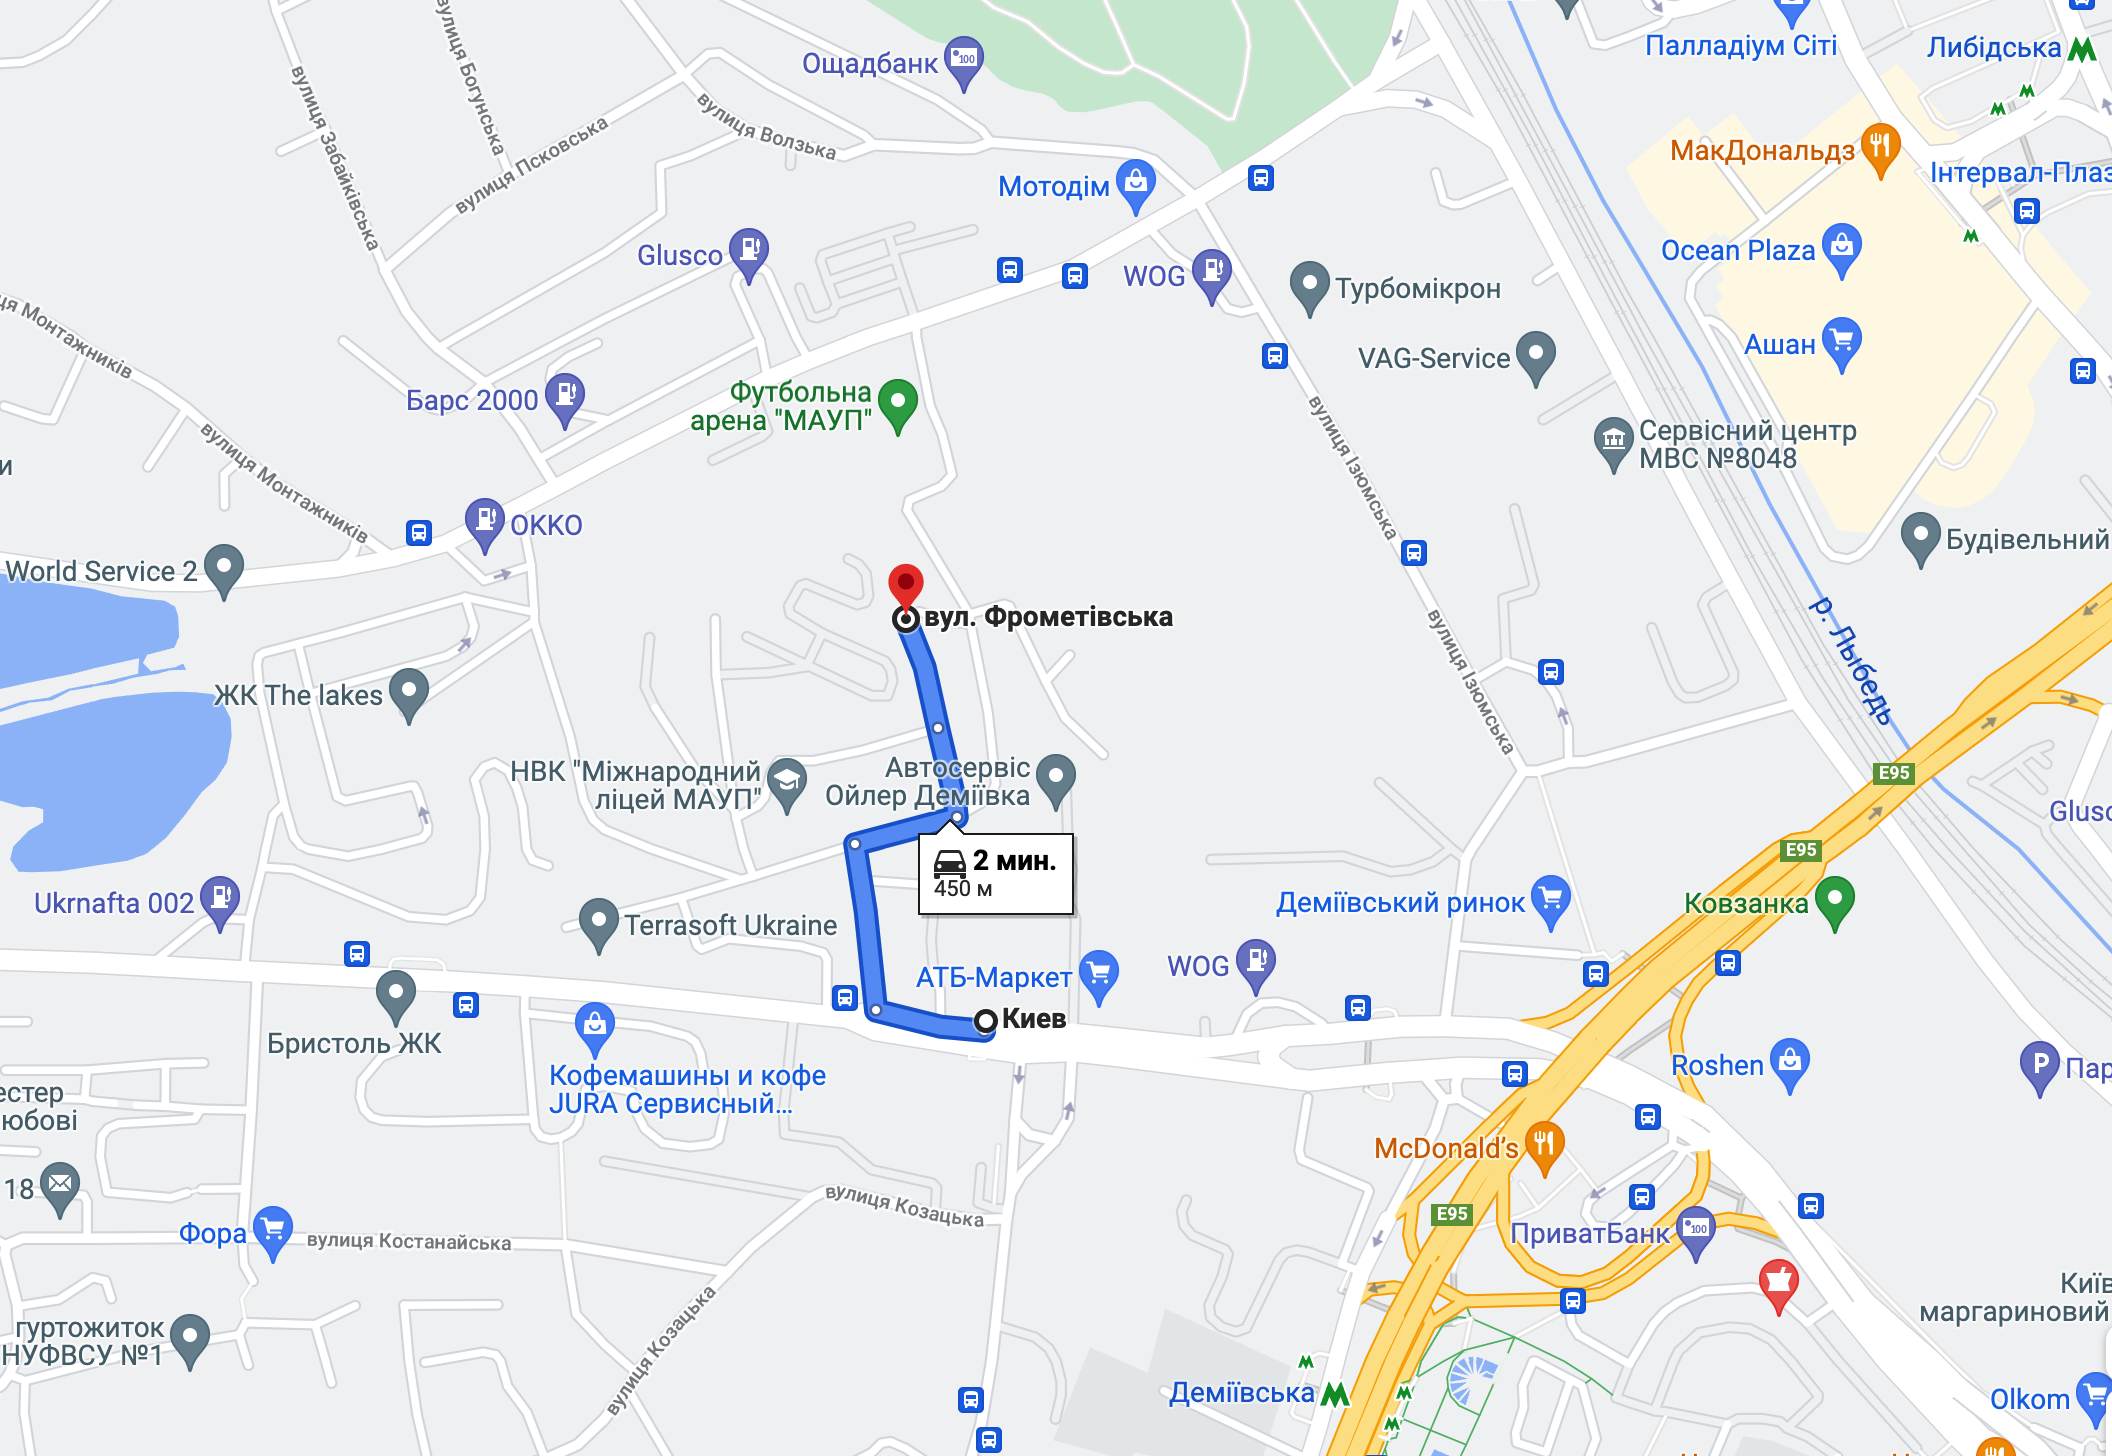 Ощадбанк
Палладіум Сіті
Либідська
вулиця Забайківська
вулиця Богунська
вулиця Псковська
вулиця Волзька
МакДональдз
Інтервал-Плаз
Мотодім
Glusco
WOG
Турбомікрон
Ocean Plaza
Ашан
VAG-Service
ця Монтажників
Барс 2000
Футбольна
арена "МАУП"
вулиця Ізюмська
Сервісний центр
МВС №8048
вулиця Монтажників
и
ОККО
World Service 2
Будівельний
вул. Фрометівська
р. Лыбедь
вулиця Ізюмська
ЖК The lakes
НВК "Міжнародний
ліцей МАУП"
Автосервіс
Ойлер Деміївка
E95
Glusc
E95
2 мин.
450 м
Ukrnafta 002
Terrasoft Ukraine
Деміївський ринок
Ковзанка
АТБ-Маркет
WOG
Киев
Бристоль ЖК
Кофемашины и кофе
JURA Сервисный...
Roshen
Пар
естер
юбові
McDonald's
18
вулиця Козацька
E95
ПриватБанк
Фора
вулиця Костанайська
Київ
маргариновий
гуртожиток
НУФВСУ №1
вулиця Козацька
Деміївська
Olkom